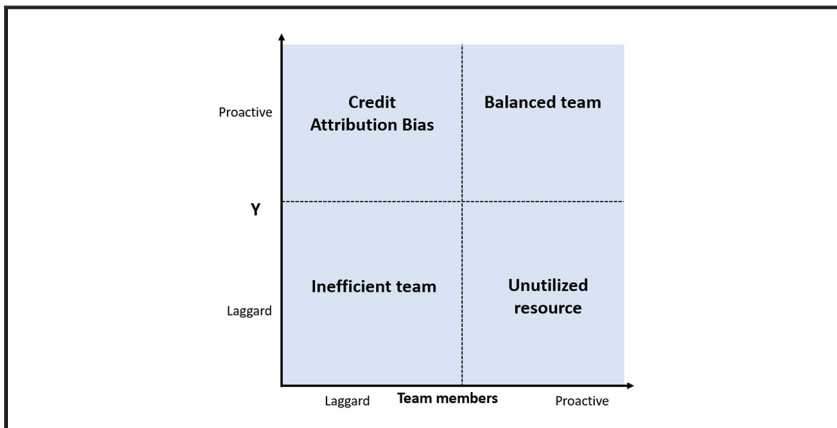 Credit
Attribution Bias
Balanced team
Proactive
Y
Inefficient team
Unutilized
resource
Laggard
Laggard
Team members
Proactive